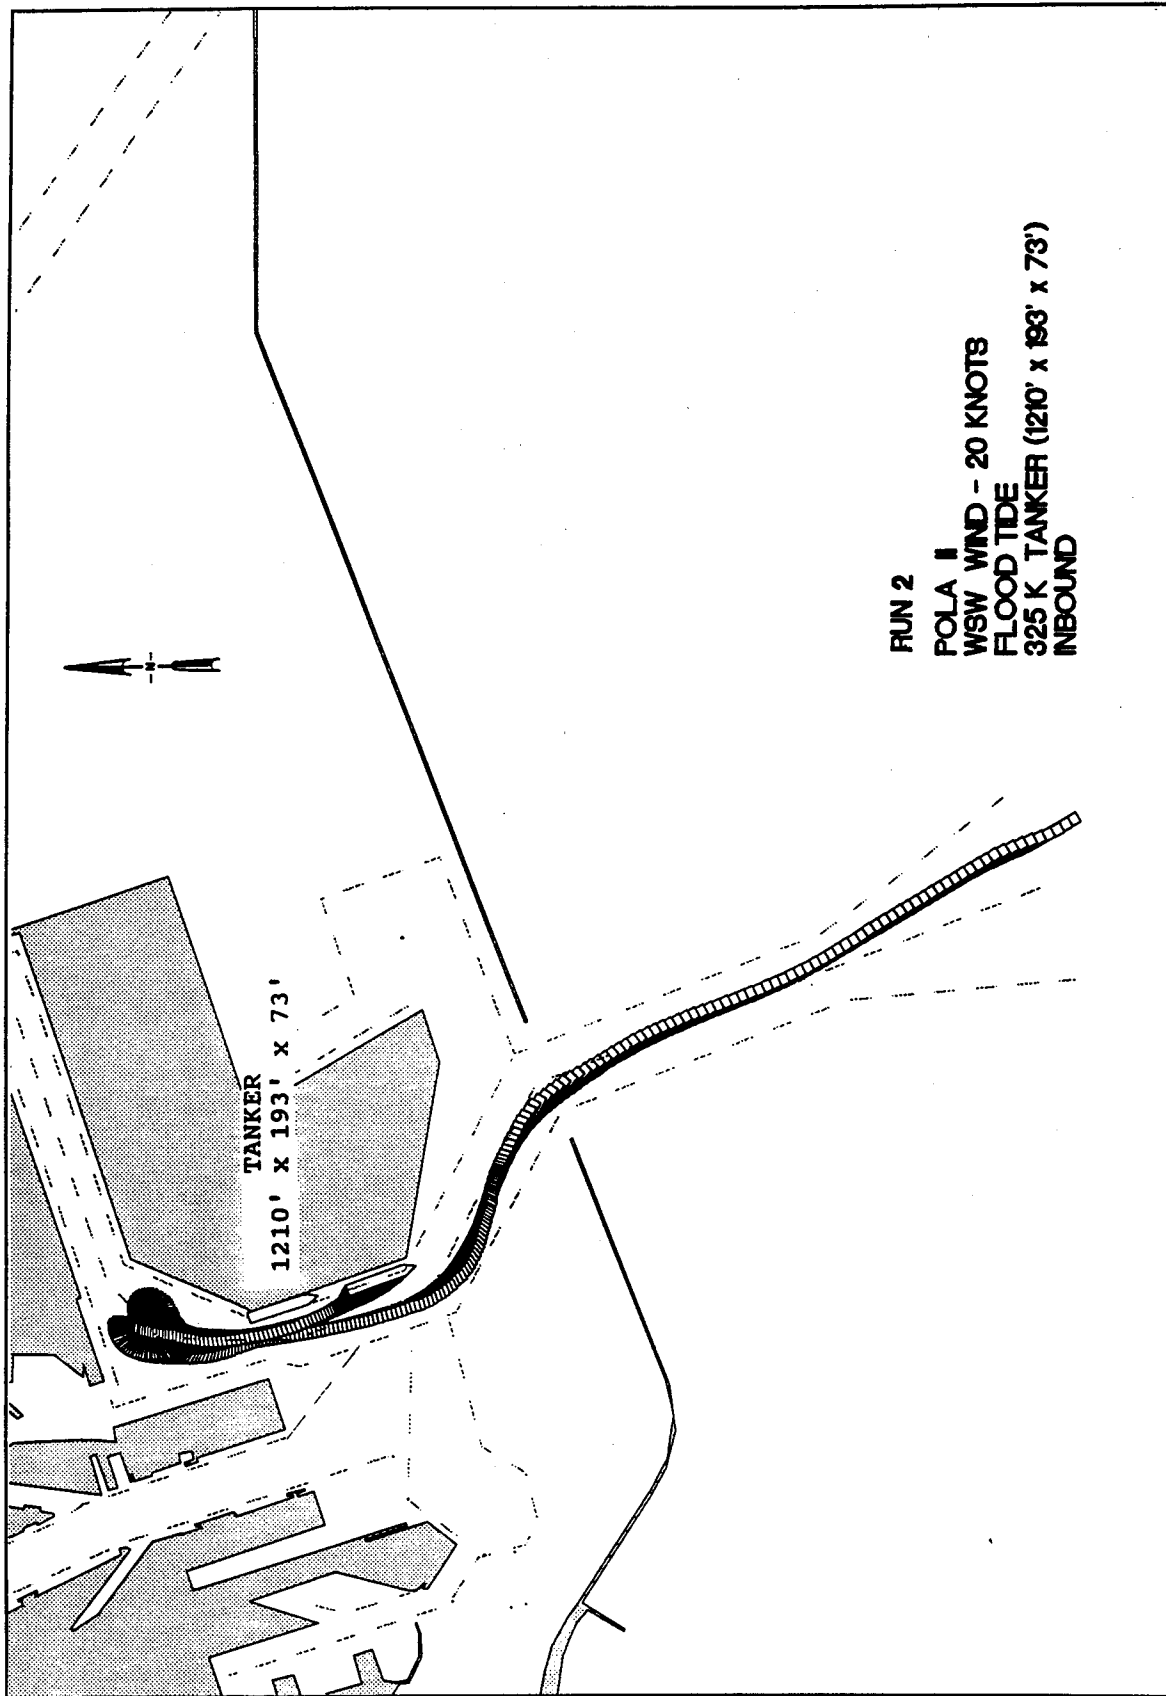 -N-
TANKER
1210' x 193' x 73'
RUN 2
POLA II
WSW WIND - 20 KNOTS
FLOOD TIDE
325 K TANKER (1210' x 193' x 73')
INBOUND